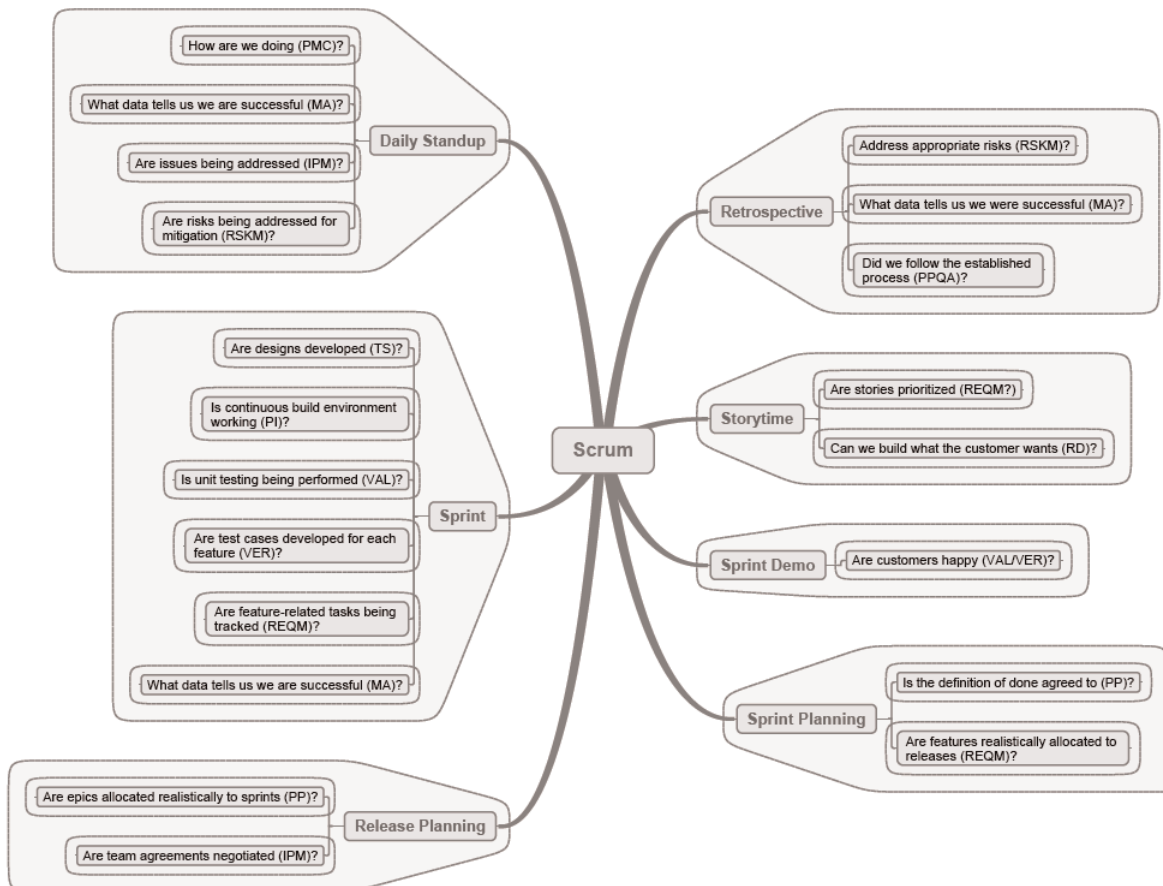 How are we doing (PMC)?
What data tells us we are successful (MA)?
Daily Standup
Are issues being addressed (IPM)?
Are risks being addressed for
mitigation (RSKM)?
Are designs developed (TS)?
Is continuous build environment
working (PI)?
Is unit testing being performed (VAL)?
Sprint
Are test cases developed for each
feature (VER)?
Are feature-related tasks being
tracked (REQM)?
What data tells us we are successful (MA)?
Are epics allocated realistically to sprints (PP)?
Release Planning
Are team agreements negotiated (IPM)?
Scrum
Address appropriate risks (RSKM)?
Retrospective
What data tells us we were successful (MA)?
Did we follow the established
process (PPQA)?
Are stories prioritized (REQM?)
Storytime
Can we build what the customer wants (RD)?
Sprint Demo
Are customers happy (VAL/VER)?
Is the definition of done agreed to (PP)?
Sprint Planning
Are features realistically allocated to
releases (REQM)?